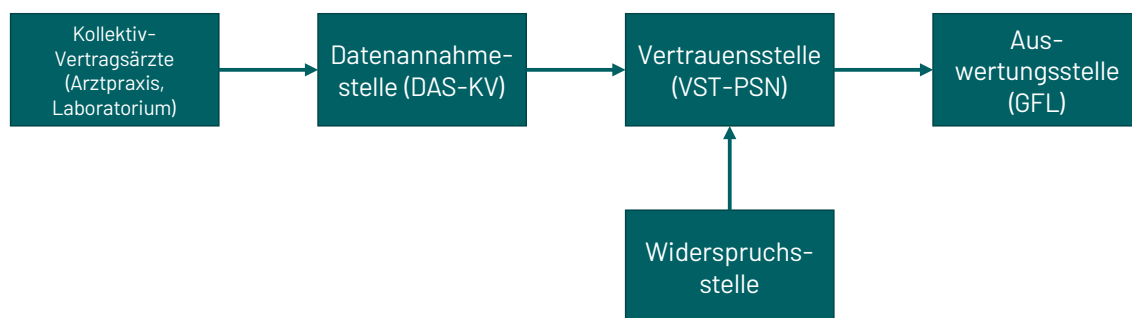 Kollektiv-
Vertragsärzte
(Arztpraxis,
Laboratorium)
Datenannahme-
stelle (DAS-KV)
Vertrauensstelle
(VST-PSN)
Aus-
wertungsstelle
(GFL)
Widerspruchs-
stelle